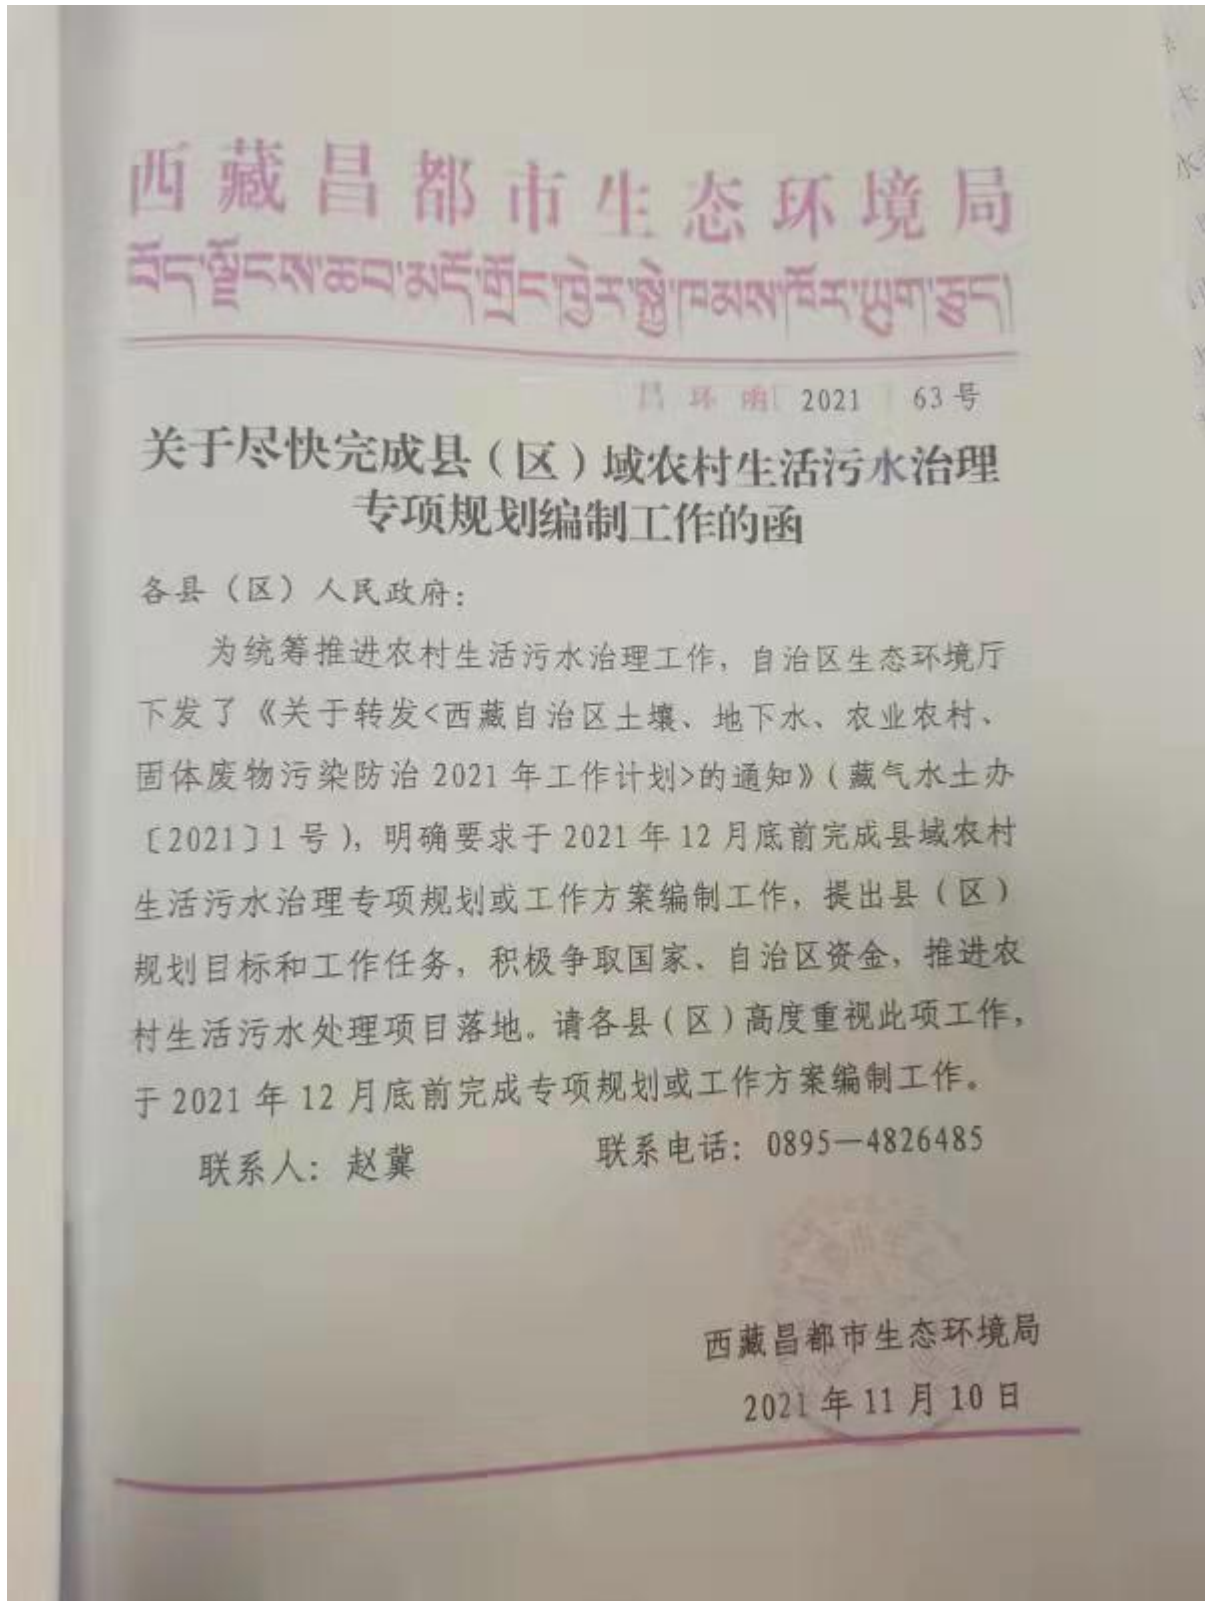 西藏昌都市生态环境局
བོད་ལྗོངས་ཆབ་མདོ་གྲོང་ཁྱེར་སྐྱེ་ཁམས་ཁོར་ཡུག་ཅུད།
昌环函〔2021〕63号
关于尽快完成县（区）域农村生活污水治理
专项规划编制工作的函
各县（区）人民政府：
为统筹推进农村生活污水治理工作，自治区生态环境厅
下发了《关于转发<西藏自治区土壤、地下水、农业农村、
固体废物污染防治2021年工作计划>的通知》（藏气水土办
〔2021〕1号），明确要求于2021年12月底前完成县域农村
生活污水治理专项规划或工作方案编制工作，提出县（区）
规划目标和工作任务，积极争取国家、自治区资金，推进农
村生活污水处理项目落地。请各县（区）高度重视此项工作，
于2021年12月底前完成专项规划或工作方案编制工作。
联系人：赵冀 联系电话：0895—4826485
西藏昌都市生态环境局
2021年11月10日